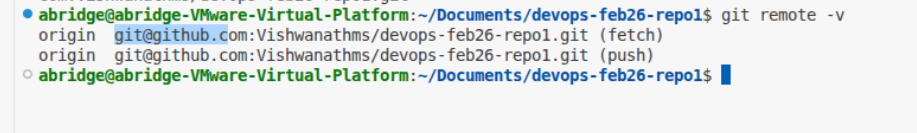 abridge@abridge-VMware-Virtual-Platform:~/Documents/devops-feb26-repo1$ git remote -v
origin  git@github.com:Vishwanathms/devops-feb26-repo1.git (fetch)
origin  git@github.com:Vishwanathms/devops-feb26-repo1.git (push)
abridge@abridge-VMware-Virtual-Platform:~/Documents/devops-feb26-repo1$